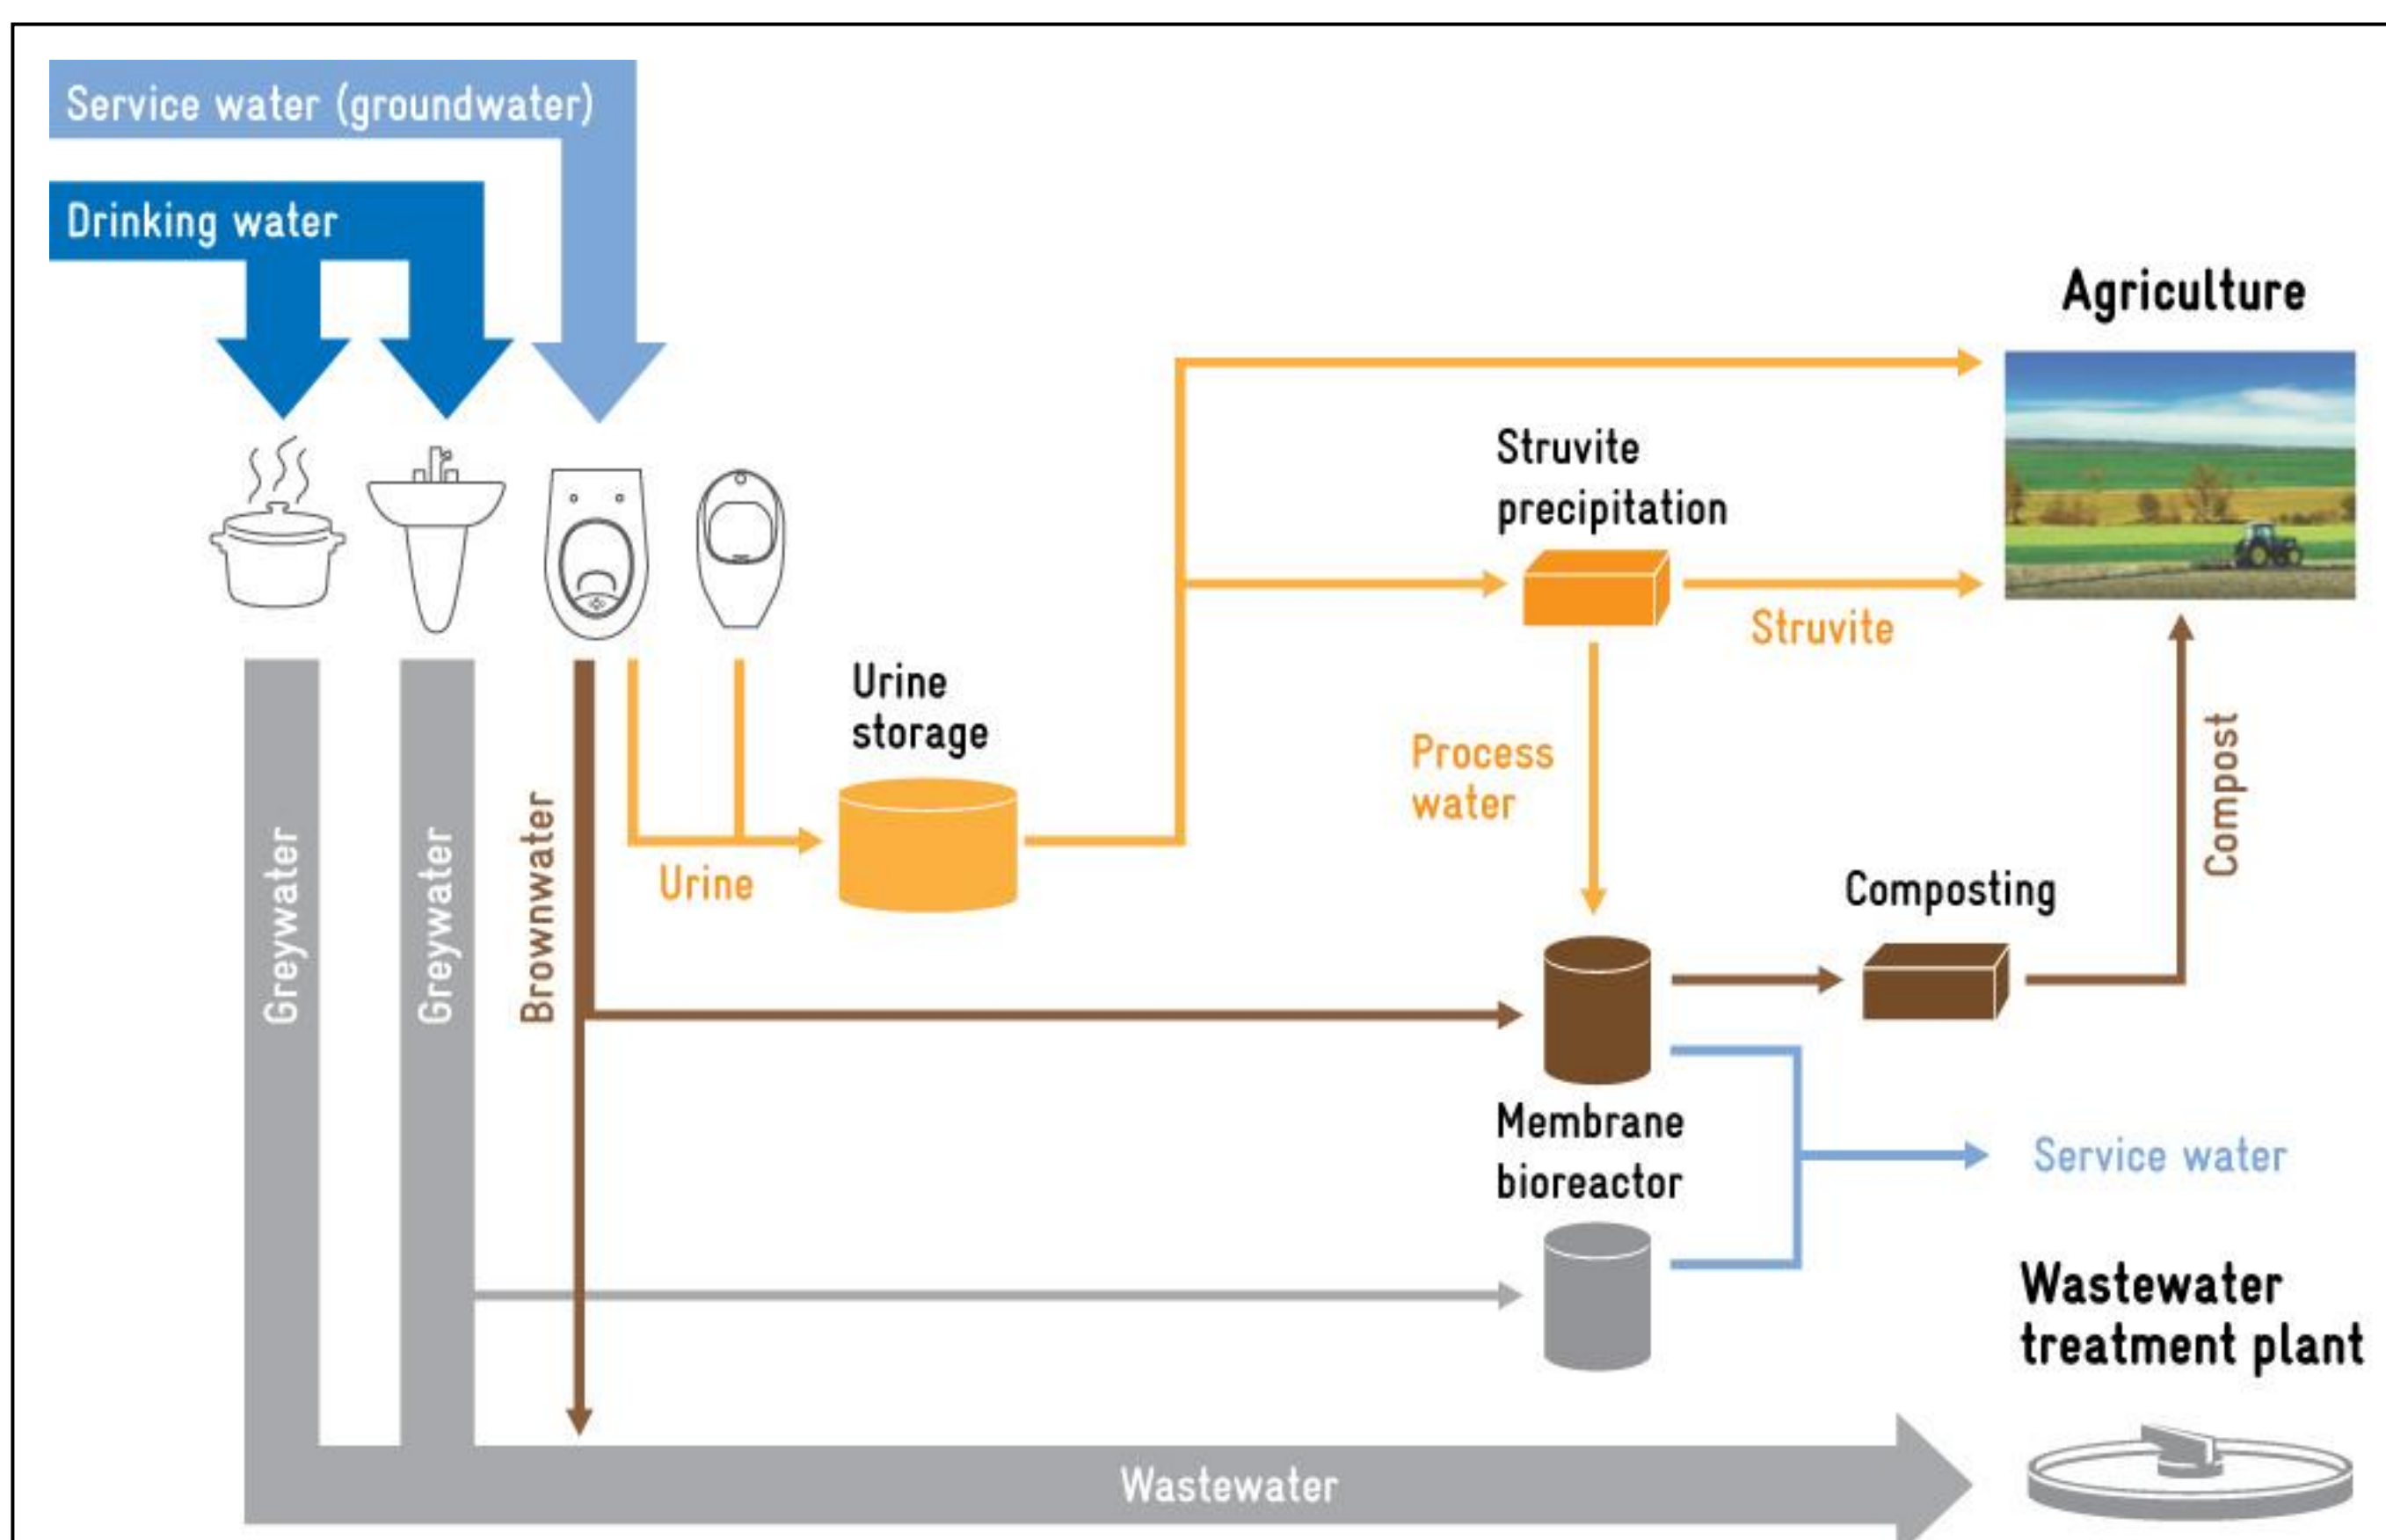 Service water (groundwater)
Drinking water
Agriculture
Struvite
precipitation
Struvite
Urine
storage
Process
water
Urine
Greywater
Greywater
Brownwater
Composting
Compost
Membrane
bioreactor
Service water
Wastewater
treatment plant
Wastewater